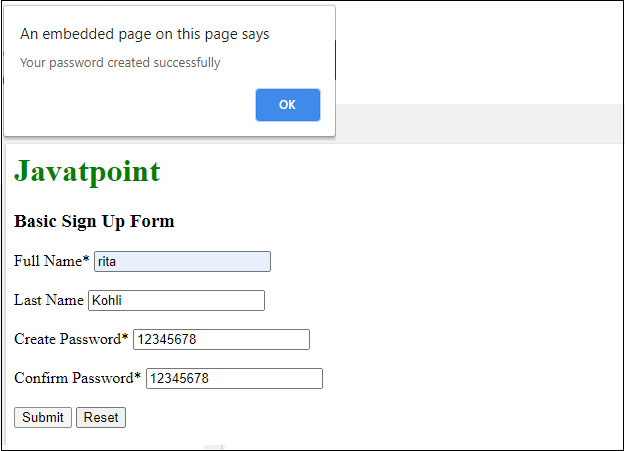 An embedded page on this page says
Your password created successfully
OK
Javatpoint
Basic Sign Up Form
Full Name* rita
Last Name Kohli
Create Password* 12345678
Confirm Password* 12345678
Submit Reset